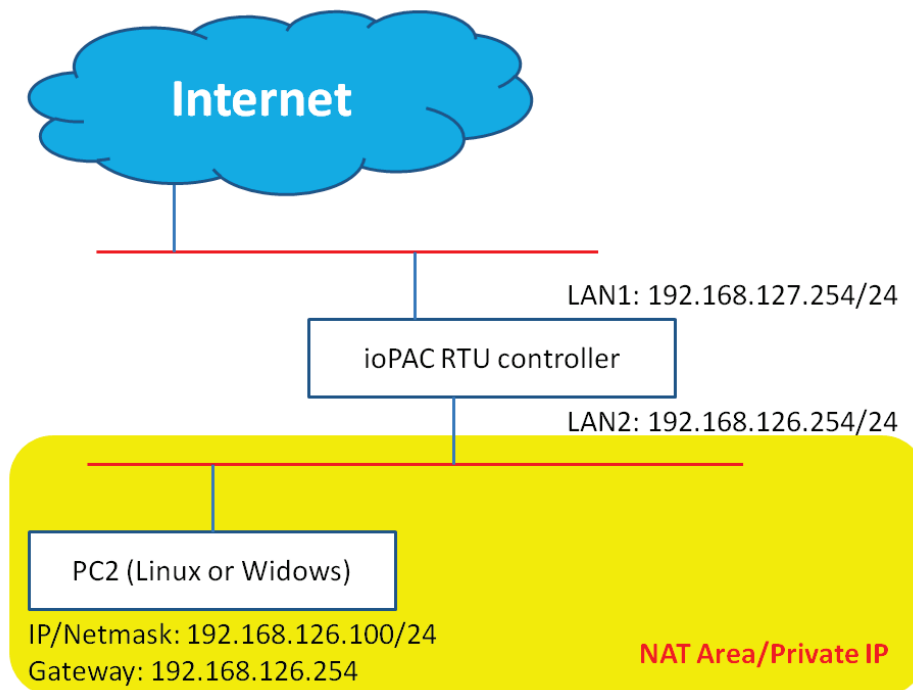 Internet
LAN1: 192.168.127.254/24
ioPAC RTU controller
LAN2: 192.168.126.254/24
PC2 (Linux or Widows)
IP/Netmask: 192.168.126.100/24
Gateway: 192.168.126.254
NAT Area/Private IP